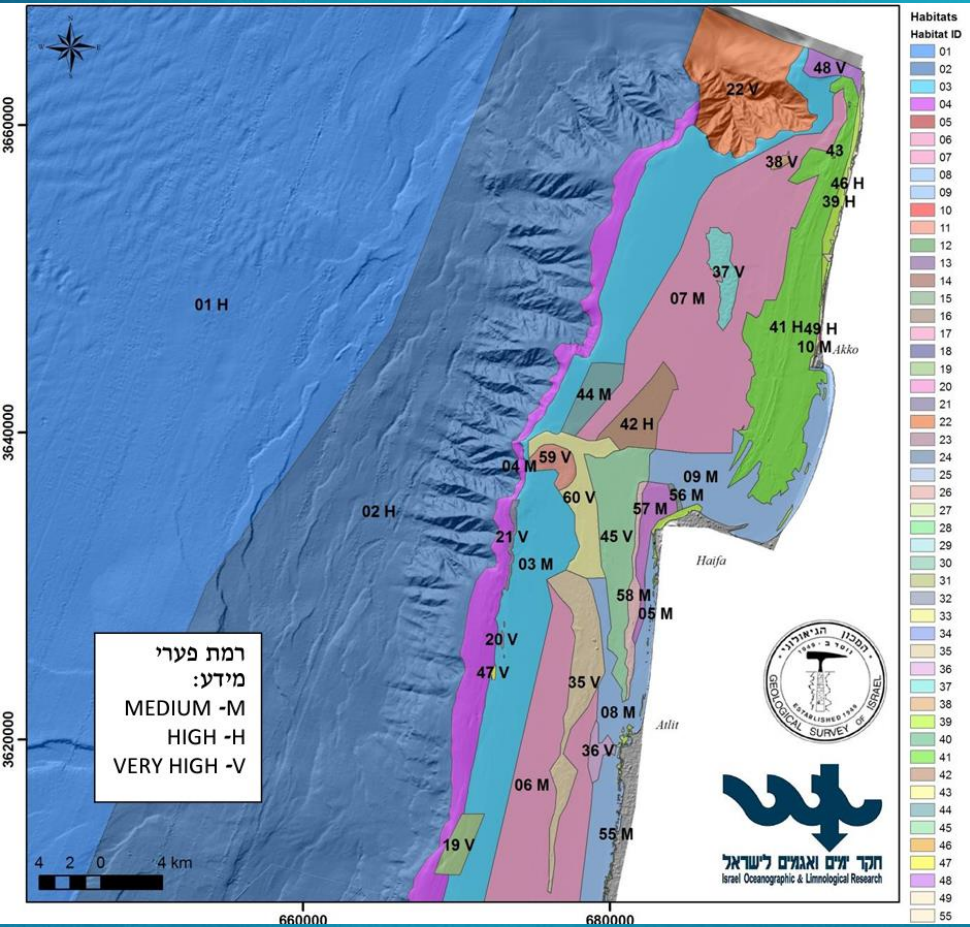 Habitats
Habitat ID
01
02
03
04
05
06
07
08
09
10
11
12
13
14
15
16
17
18
19
20
21
22
23
24
25
26
27
28
29
30
31
32
33
34
35
36
37
38
39
40
41
42
43
44
45
46
47
48
49
55
48 V
22 V
38 V
43
46 H
39 H
37 V
07 M
01 H
41 H
49 H
10 M
Akko
44 M
42 H
04 M
59 V
09 M
60 V
57 M
56 M
02 H
21 V
45 V
03 M
Haifa
58 M
05 M
20 V
47 V
35 V
08 M
Atlit
36 V
06 M
55 M
19 V
רמת פערי
מידע:
MEDIUM -M
HIGH -H
VERY HIGH -V
4 2 0 4 km
3660000
3640000
3620000
660000
680000
המכון הגיאולוגי
נוסד ב - 1949
ESTABLISHED 1949
GEOLOGICAL SURVEY OF ISRAEL
חקר ימים ואגמים לישראל
Israel Oceanographic & Limnological Research